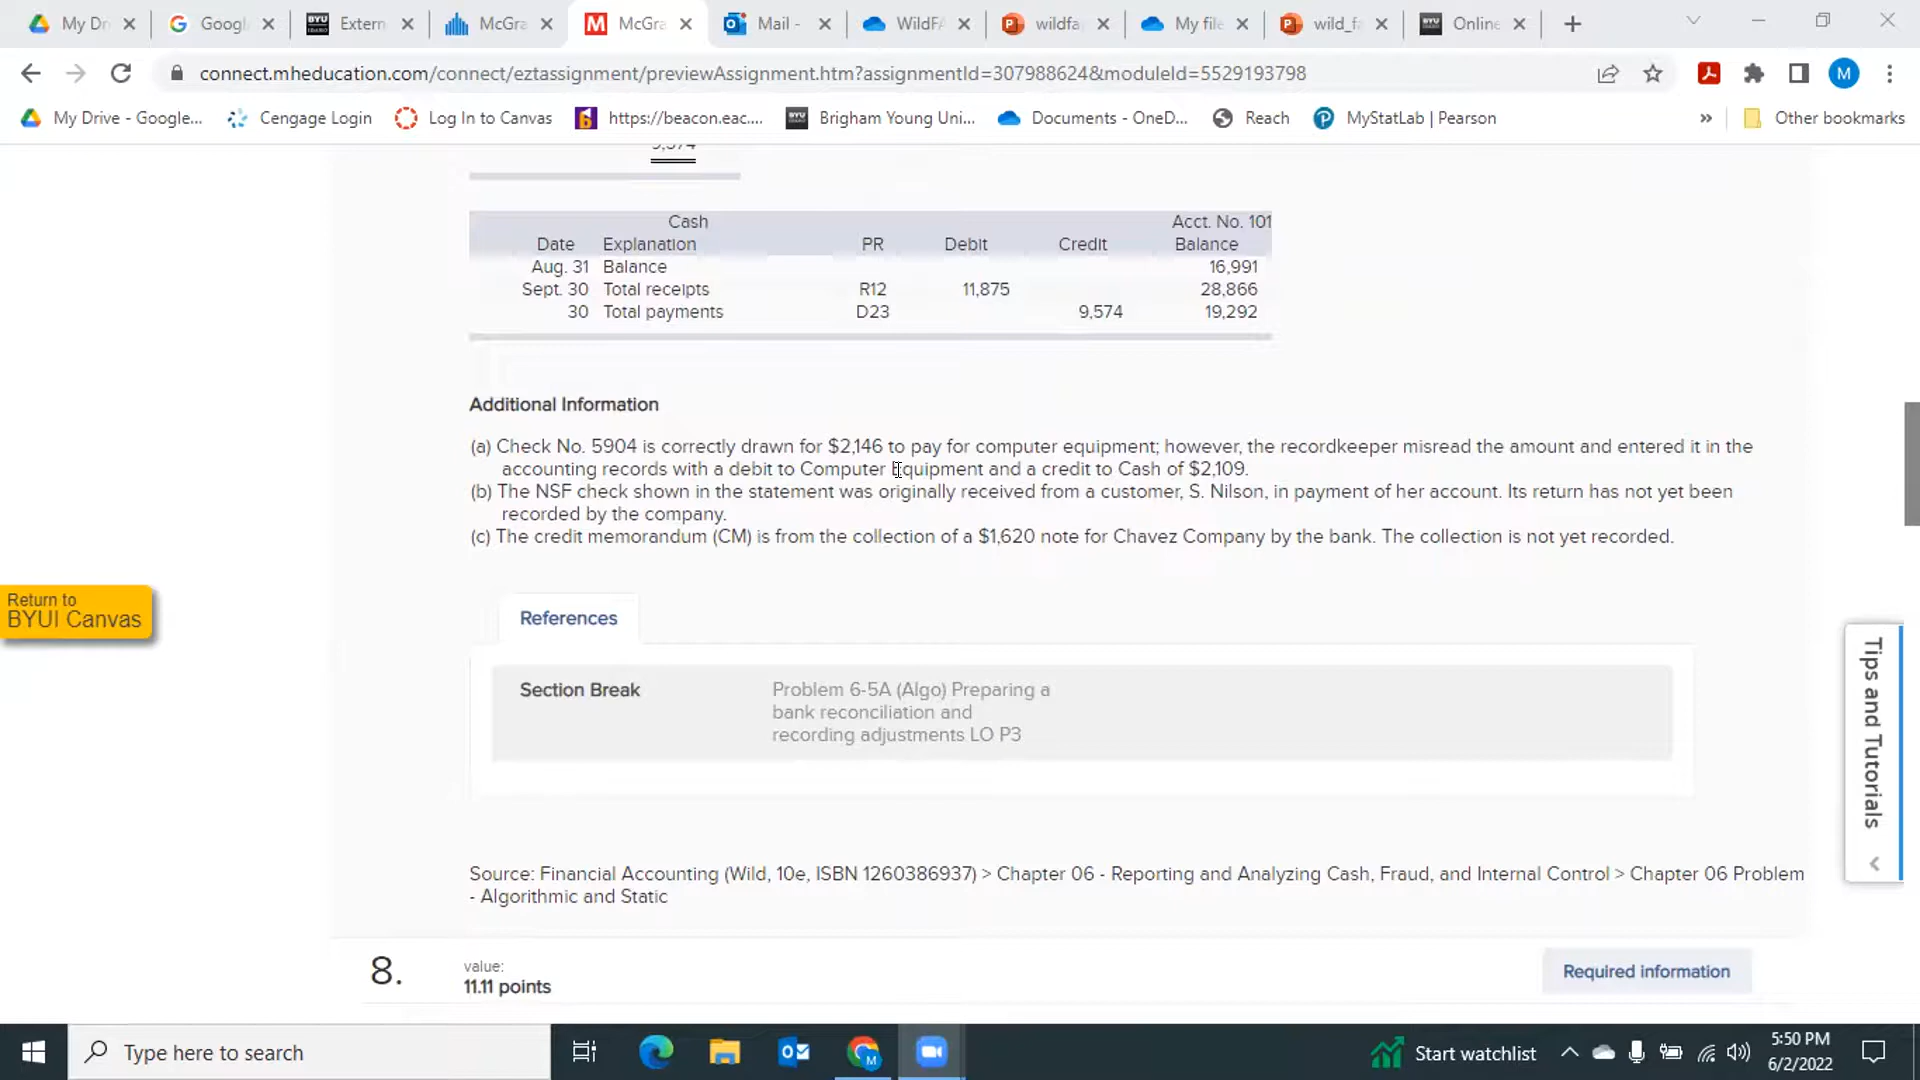 My Dr
Googl
Extern
McGra
McGra
Mail -
WildFA
wildfa
My file
wild_fa
Online
connect.mheducation.com/connect/eztassignment/previewAssignment.htm?assignmentId=307988624&moduleId=5529193798
M
My Drive - Google...
Cengage Login
Log In to Canvas
https://beacon.eac....
Brigham Young Uni...
Documents - OneD...
Reach
MyStatLab | Pearson
»
Other bookmarks
9,574
Cash Acct. No. 101
Date Explanation PR Debit Credit Balance
Aug. 31 Balance 16,991
Sept. 30 Total receipts R12 11,875 28,866
30 Total payments D23 9,574 19,292
Additional Information
(a) Check No. 5904 is correctly drawn for $2,146 to pay for computer equipment; however, the recordkeeper misread the amount and entered it in the
accounting records with a debit to Computer Equipment and a credit to Cash of $2,109.
(b) The NSF check shown in the statement was originally received from a customer, S. Nilson, in payment of her account. Its return has not yet been
recorded by the company.
(c) The credit memorandum (CM) is from the collection of a $1,620 note for Chavez Company by the bank. The collection is not yet recorded.
Return to
BYUI Canvas
References
Section Break Problem 6-5A (Algo) Preparing a
bank reconciliation and
recording adjustments LO P3
Tips and Tutorials
Source: Financial Accounting (Wild, 10e, ISBN 1260386937) > Chapter 06 - Reporting and Analyzing Cash, Fraud, and Internal Control > Chapter 06 Problem
- Algorithmic and Static
8.
value:
11.11 points
Required information
Type here to search
Start watchlist
5:50 PM
6/2/2022